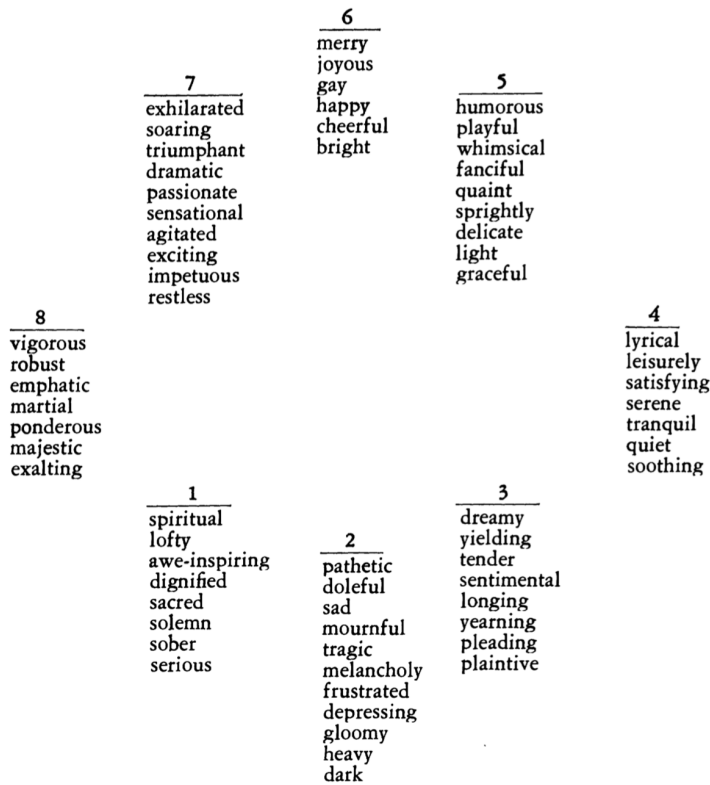 6
merry
joyous
gay
happy
cheerful
bright
7
exhilarated
soaring
triumphant
dramatic
passionate
sensational
agitated
exciting
impetuous
restless
5
humorous
playful
whimsical
fanciful
quaint
sprightly
delicate
light
graceful
8
vigorous
robust
emphatic
martial
ponderous
majestic
exalting
4
lyrical
leisurely
satisfying
serene
tranquil
quiet
soothing
1
spiritual
lofty
awe-inspiring
dignified
sacred
solemn
sober
serious
2
pathetic
doleful
sad
mournful
tragic
melancholy
frustrated
depressing
gloomy
heavy
dark
3
dreamy
yielding
tender
sentimental
longing
yearning
pleading
plaintive